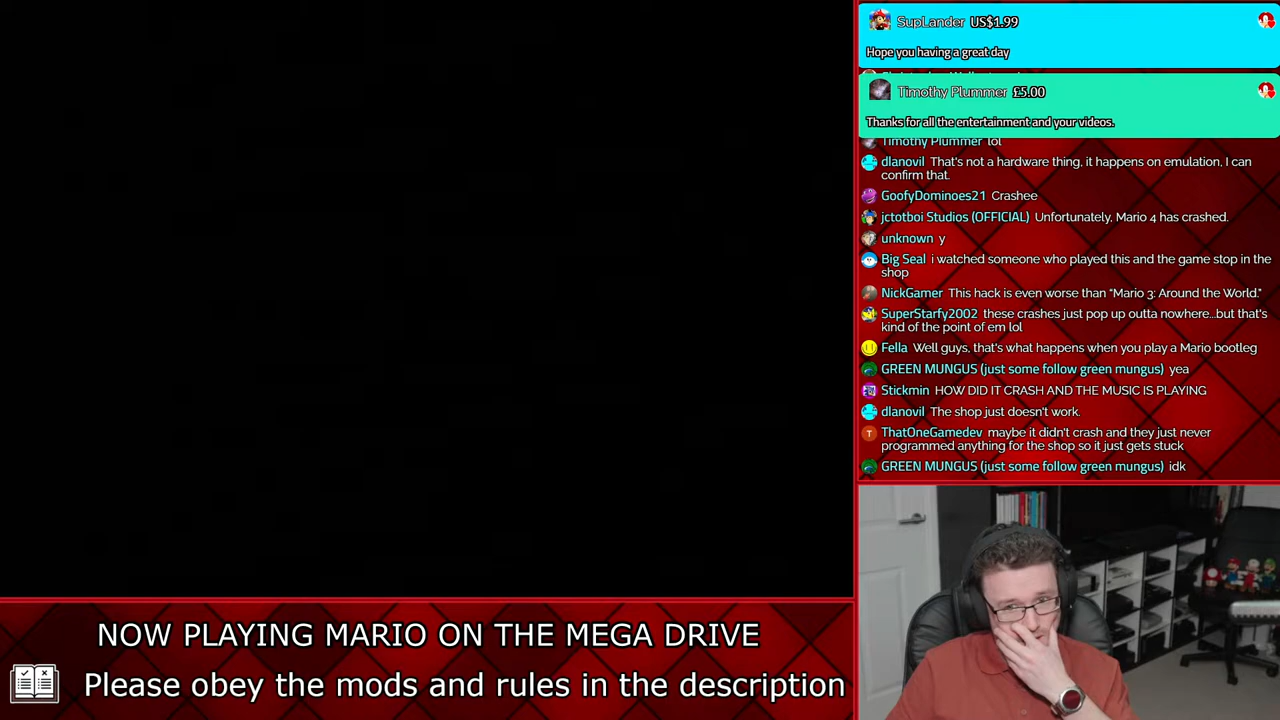 SupLander US$1.99
Hope you having a great day
Timothy Plummer £5.00
Thanks for all the entertainment and your videos.
Timothy Plummer lol
dlanovil That's not a hardware thing, it happens on emulation, I can
confirm that.
GoofyDominoes21 Crashee
jctotboi Studios (OFFICIAL) Unfortunately, Mario 4 has crashed.
unknown y
Big Seal i watched someone who played this and the game stop in the
shop
NickGamer This hack is even worse than "Mario 3: Around the World."
SuperStarfy2002 these crashes just pop up outta nowhere...but that's
kind of the point of em lol
Fella Well guys, that's what happens when you play a Mario bootleg
GREEN MUNGUS (just some follow green mungus) yea
Stickmin HOW DID IT CRASH AND THE MUSIC IS PLAYING
dlanovil The shop just doesn't work.
T ThatOneGamedev maybe it didn't crash and they just never
programmed anything for the shop so it just gets stuck
GREEN MUNGUS (just some follow green mungus) idk
NOW PLAYING MARIO ON THE MEGA DRIVE
Please obey the mods and rules in the description